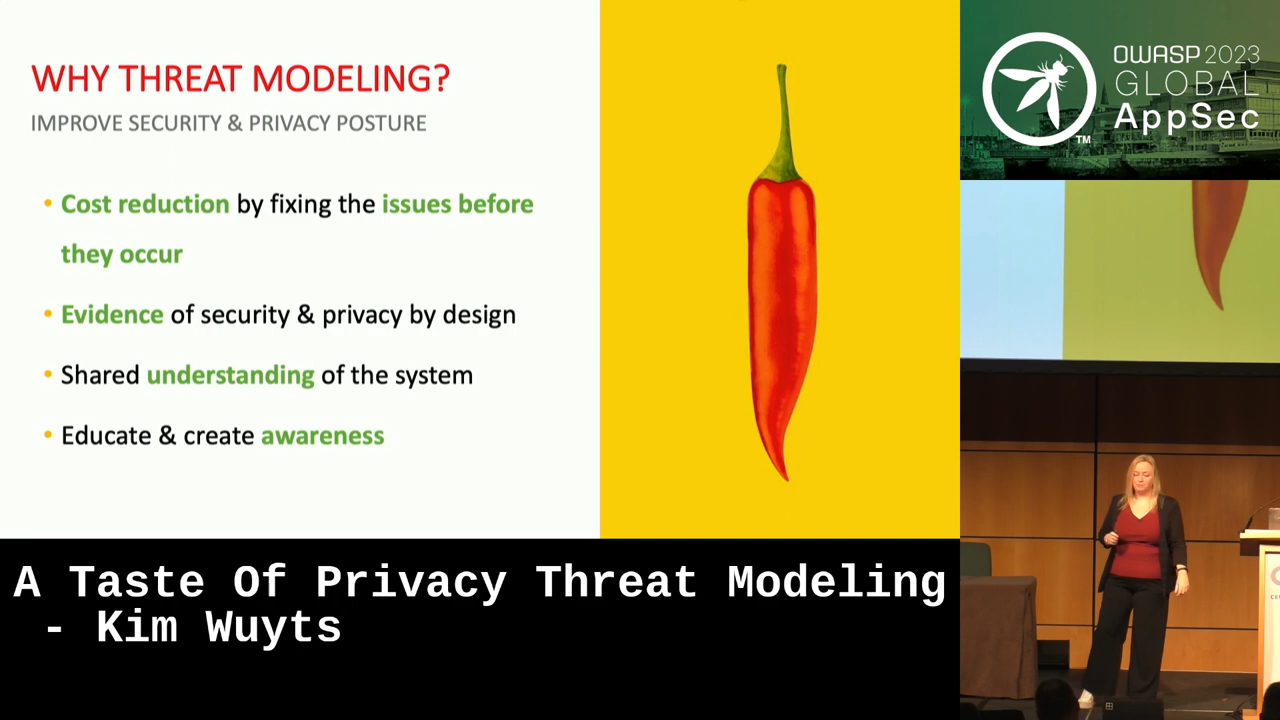 WHY THREAT MODELING?
IMPROVE SECURITY & PRIVACY POSTURE
• Cost reduction by fixing the issues before
they occur
• Evidence of security & privacy by design
• Shared understanding of the system
• Educate & create awareness
OWASP 2023
GLOBAL
AppSec
TM
A Taste Of Privacy Threat Modeling
- Kim Wuyts